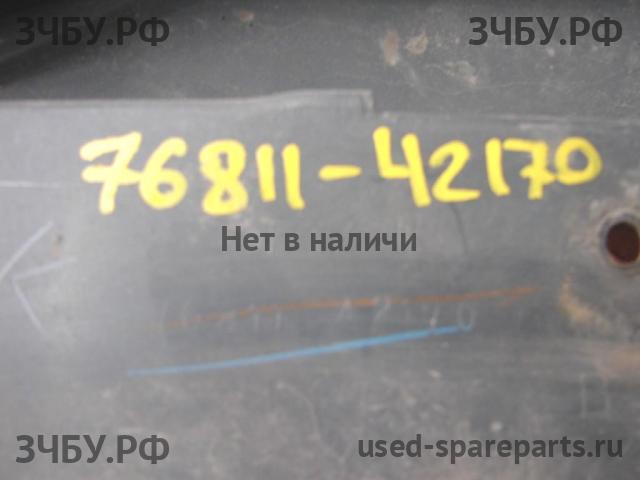 ЗЧБУ.РФ ЗЧБУ.РФ
76811-42170
Нет в наличи
ЗЧБУ.РФ used-spareparts.ru